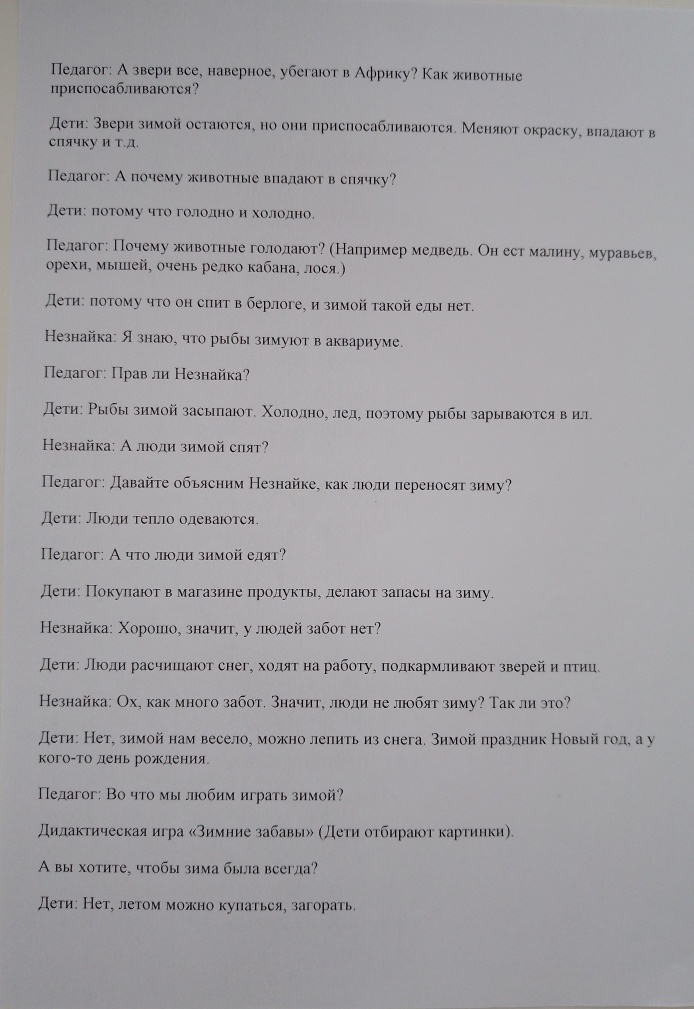 Педагог: А звери все, наверное, убегают в Африку? Как животные
приспосабливаются?
Дети: Звери зимой остаются, но они приспосабливаются. Меняют окраску, впадают в
спячку и т.д.
Педагог: А почему животные впадают в спячку?
Дети: потому что голодно и холодно.
Педагог: Почему животные голодают? (Например медведь. Он ест малину, муравьев,
орехи, мышей, очень редко кабана, лося.)
Дети: потому что он спит в берлоге, и зимой такой еды нет.
Незнайка: Я знаю, что рыбы зимуют в аквариуме.
Педагог: Прав ли Незнайка?
Дети: Рыбы зимой засыпают. Холодно, лед, поэтому рыбы зарываются в ил.
Незнайка: А люди зимой спят?
Педагог: Давайте объясним Незнайке, как люди переносят зиму?
Дети: Люди тепло одеваются.
Педагог: А что люди зимой едят?
Дети: Покупают в магазине продукты, делают запасы на зиму.
Незнайка: Хорошо, значит, у людей забот нет?
Дети: Люди расчищают снег, ходят на работу, подкармливают зверей и птиц.
Незнайка: Ох, как много забот. Значит, люди не любят зиму? Так ли это?
Дети: Нет, зимой нам весело, можно лепить из снега. Зимой праздник Новый год, а у
кого-то день рождения.
Педагог: Во что мы любим играть зимой?
Дидактическая игра «Зимние забавы» (Дети отбирают картинки).
А вы хотите, чтобы зима была всегда?
Дети: Нет, летом можно купаться, загорать.